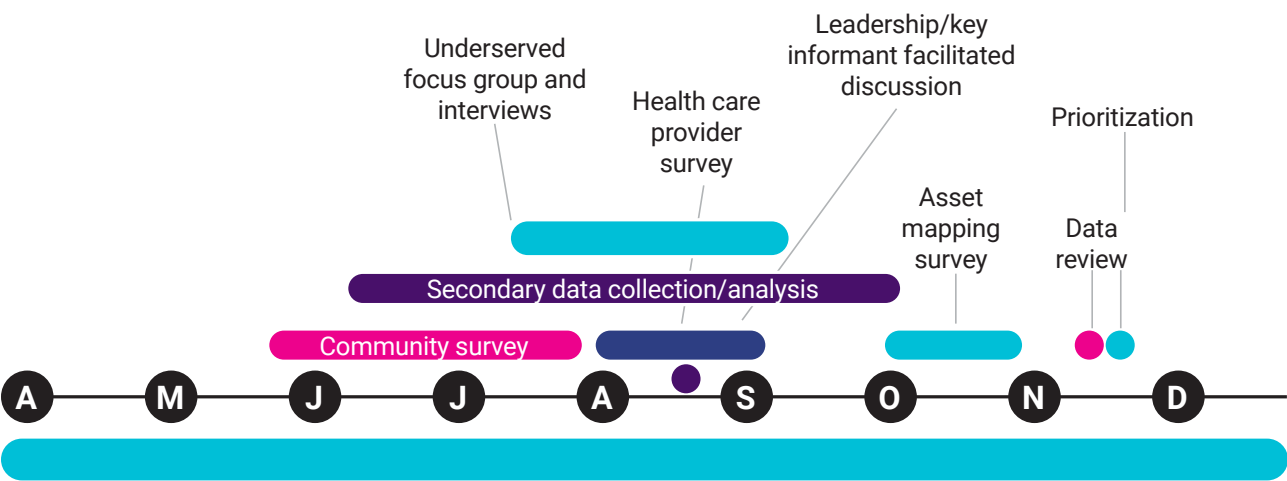 Leadership/key
informant facilitated
discussion
Underserved
focus group and
interviews
Health care
provider
survey
Prioritization
Asset
mapping
survey
Data
review
Secondary data collection/analysis
Community survey
A M J J A S O N D